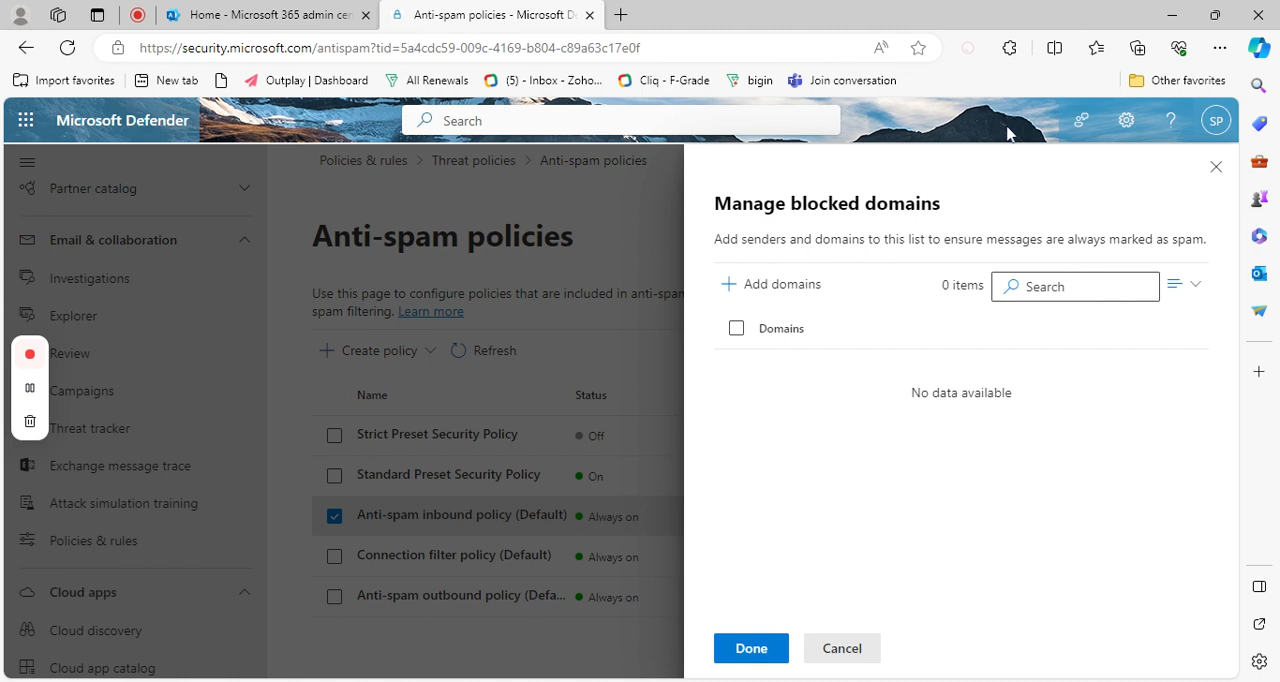 Home - Microsoft 365 admin cen
Anti-spam policies - Microsoft De
https://security.microsoft.com/antispam?tid=5a4cdc59-009c-4169-b804-c89a63c17e0f
Import favorites
New tab
Outplay | Dashboard
All Renewals
(5) - Inbox - Zoho...
Cliq - F-Grade
bigin
Join conversation
Other favorites
Microsoft Defender
Search
SP
Policies & rules > Threat policies > Anti-spam policies
Partner catalog
Email & collaboration
Investigations
Explorer
Review
Campaigns
Threat tracker
Exchange message trace
Attack simulation training
Policies & rules
Cloud apps
Cloud discovery
Cloud app catalog
Anti-spam policies
Use this page to configure policies that are included in anti-spam
spam filtering. Learn more
Create policy
Refresh
Name Status
Strict Preset Security Policy Off
Standard Preset Security Policy On
Anti-spam inbound policy (Default) Always on
Connection filter policy (Default) Always on
Anti-spam outbound policy (Defa... Always on
Manage blocked domains
Add senders and domains to this list to ensure messages are always marked as spam.
Add domains
0 items
Search
Domains
No data available
Done
Cancel